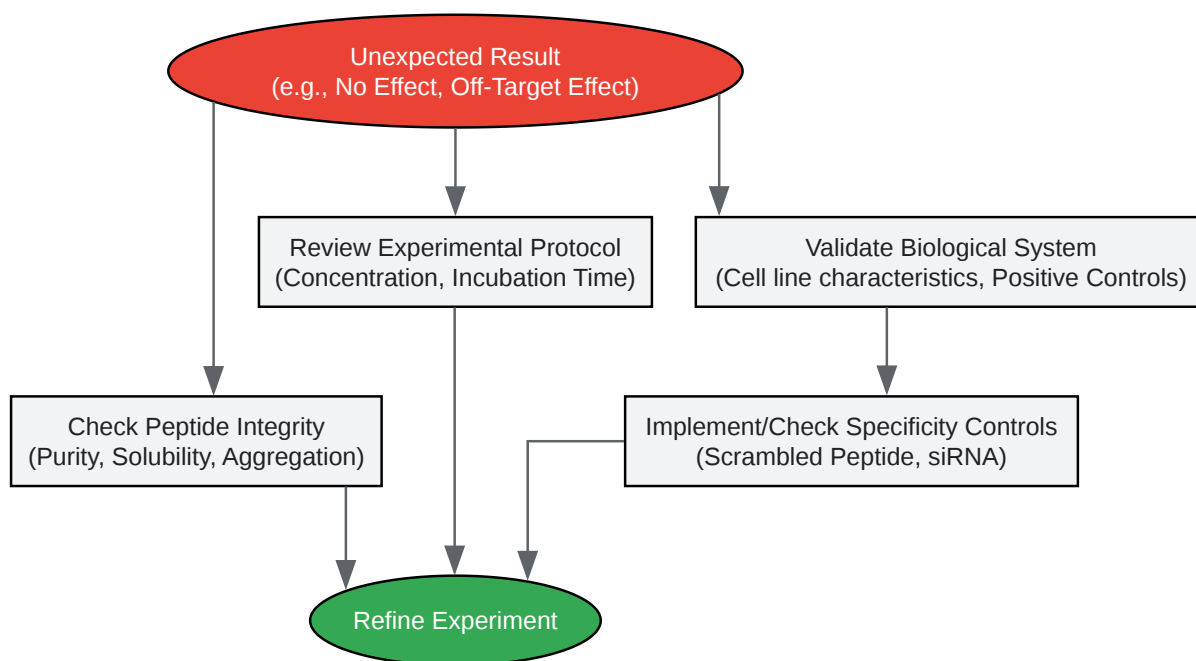 Unexpected Result
(e.g., No Effect, Off-Target Effect)
Review Experimental Protocol
(Concentration, Incubation Time)
Validate Biological System
(Cell line characteristics, Positive Controls)
Check Peptide Integrity
(Purity, Solubility, Aggregation)
Implement/Check Specificity Controls
(Scrambled Peptide, siRNA)
Refine Experiment